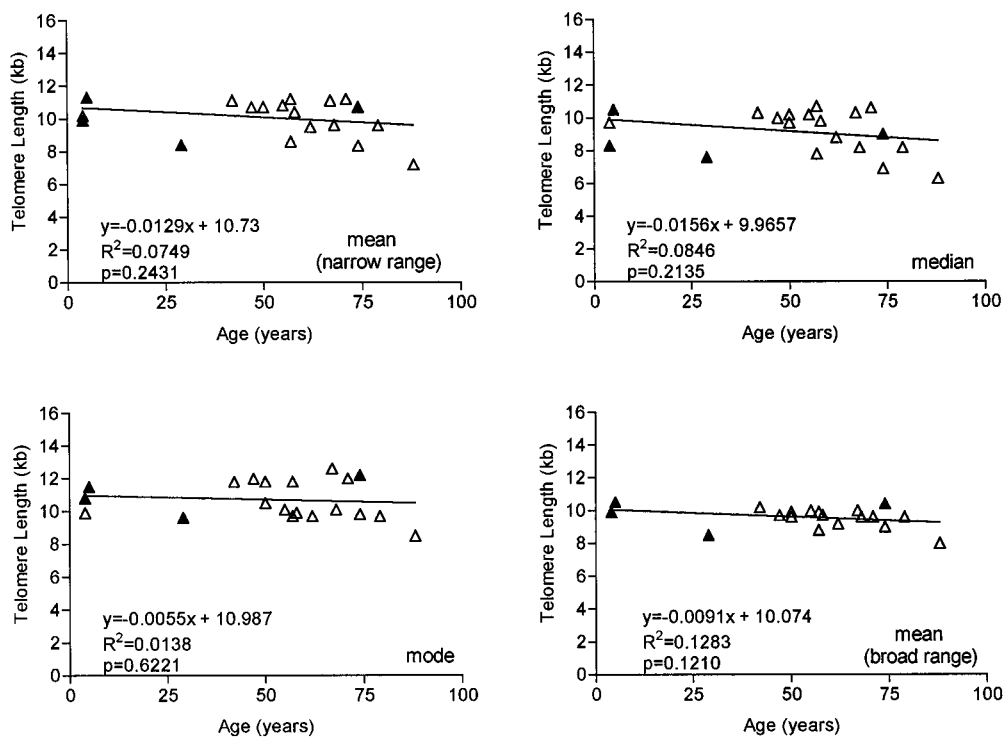 Telomere Length (kb)
16
14
12
10
8
6
4
2
0
y=-0.0129x + 10.73
R²=0.0749
p=0.2431
mean
(narrow range)
0 25 50 75 100
Age (years)
Telomere Length (kb)
16
14
12
10
8
6
4
2
0
y=-0.0156x + 9.9657
R²=0.0846
p=0.2135
median
0 25 50 75 100
Age (years)
Telomere Length (kb)
16
14
12
10
8
6
4
2
0
y=-0.0055x + 10.987
R²=0.0138
p=0.6221
mode
0 25 50 75 100
Age (years)
Telomere Length (kb)
16
14
12
10
8
6
4
2
0
y=-0.0091x + 10.074
R²=0.1283
p=0.1210
mean
(broad range)
0 25 50 75 100
Age (years)